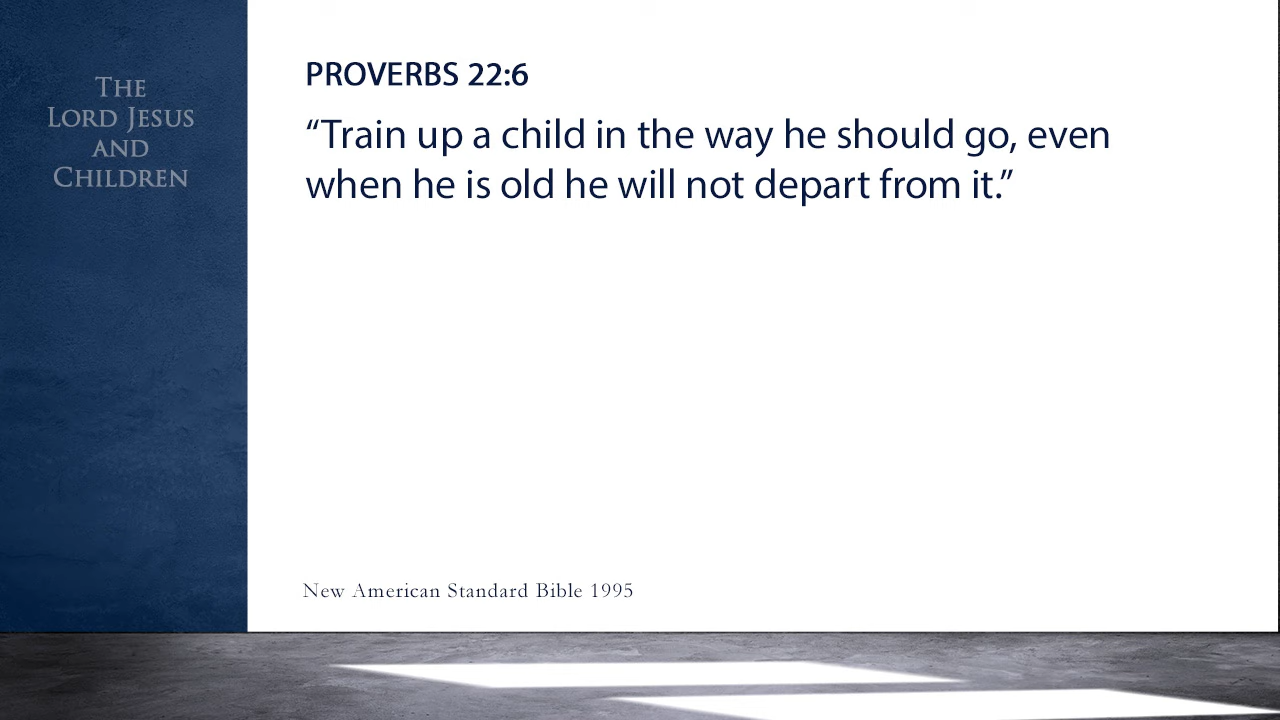 The
Lord Jesus
and
Children
PROVERBS 22:6
“Train up a child in the way he should go, even
when he is old he will not depart from it.”
New American Standard Bible 1995